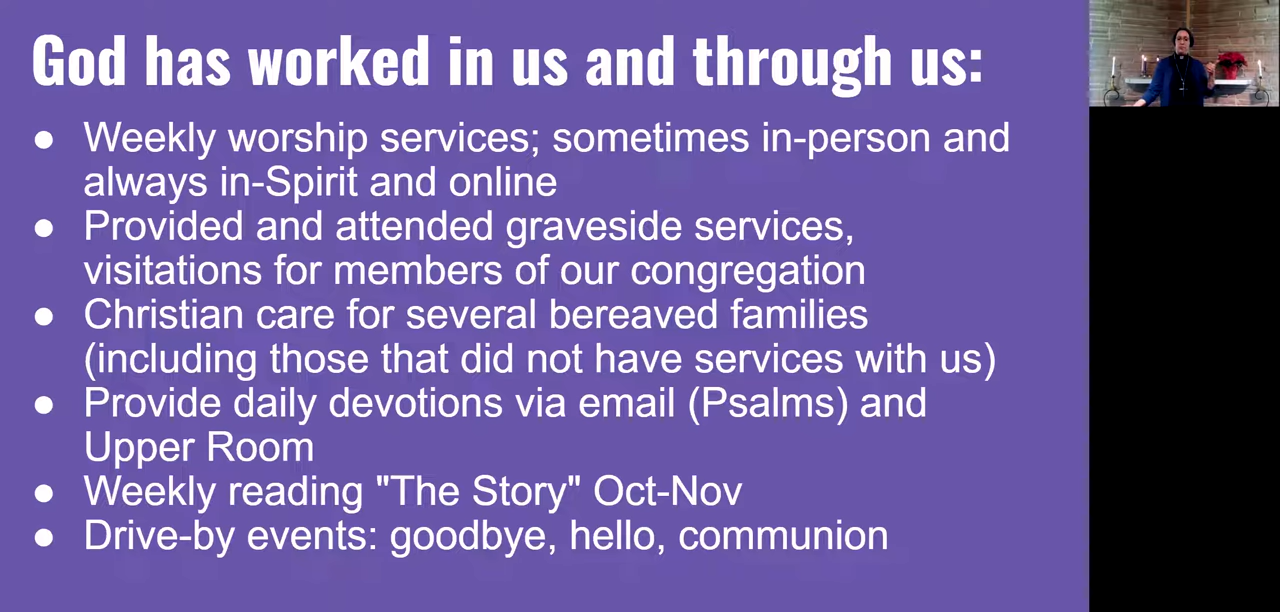 God has worked in us and through us:
● Weekly worship services; sometimes in-person and
always in-Spirit and online
● Provided and attended graveside services,
visitations for members of our congregation
● Christian care for several bereaved families
(including those that did not have services with us)
● Provide daily devotions via email (Psalms) and
Upper Room
● Weekly reading "The Story" Oct-Nov
● Drive-by events: goodbye, hello, communion